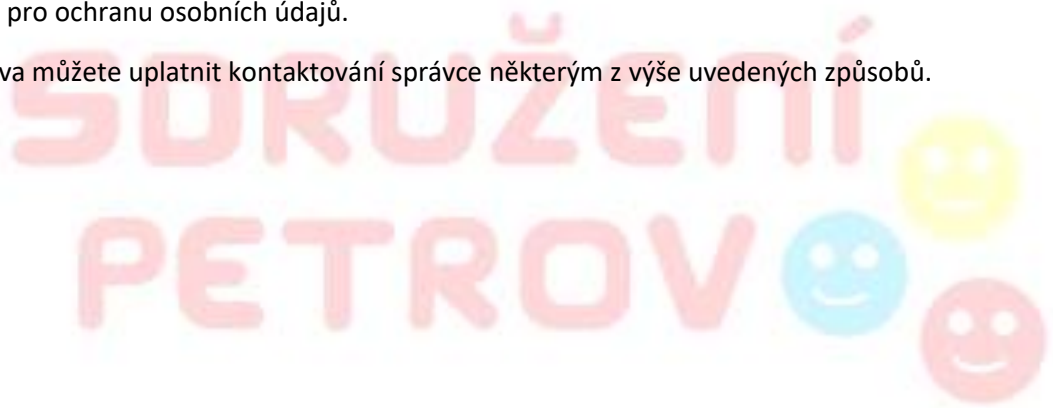 pro ochranu osobních údajů.
va můžete uplatnit kontaktování správce některým z výše uvedených způsobů.
SDRUŽENÍ
PETROV